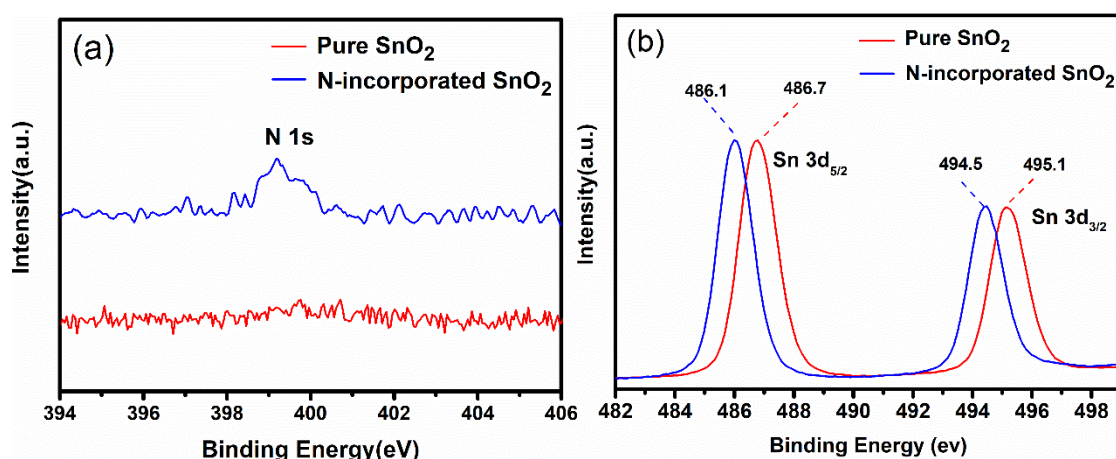 (a)
Pure SnO₂
N-incorporated SnO₂
N 1s
Intensity(a.u.)
394 396 398 400 402 404 406
Binding Energy(eV)
(b)
Pure SnO₂
N-incorporated SnO₂
486.1 486.7
Sn 3d₅/₂
494.5 495.1
Sn 3d₃/₂
Intensity(a.u.)
482 484 486 488 490 492 494 496 498
Binding Energy (ev)